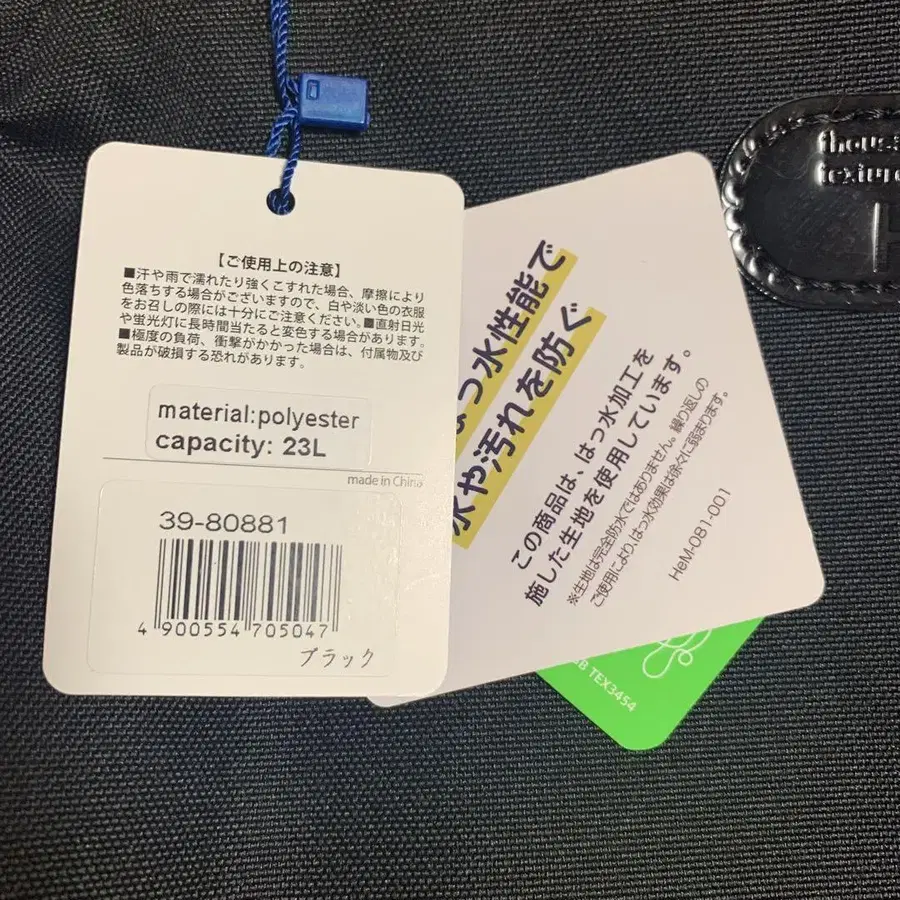 【ご使用上の注意】
■汗や雨で濡れたり強くこすれた場合、摩擦により
色落ちする場合がございますので、白や淡い色の衣服
をお召しの際には十分にご注意ください。■直射日光
や蛍光灯に長時間当たると変色する場合があります。
■極度の負荷、衝撃がかかった場合は、付属物及び
製品が破損する恐れがあります。
material:polyester
capacity: 23L
made in China
39-80881
4 900554 705047
ブラック
はっ水性能で
水や汚れを防ぐ
この商品は、はっ水加工を
施した生地を使用しています。
※生地は完全防水ではありません。繰り返しの
ご使用により、はっ水効果は徐々に弱まります。
HeM-081-001
TEX3454